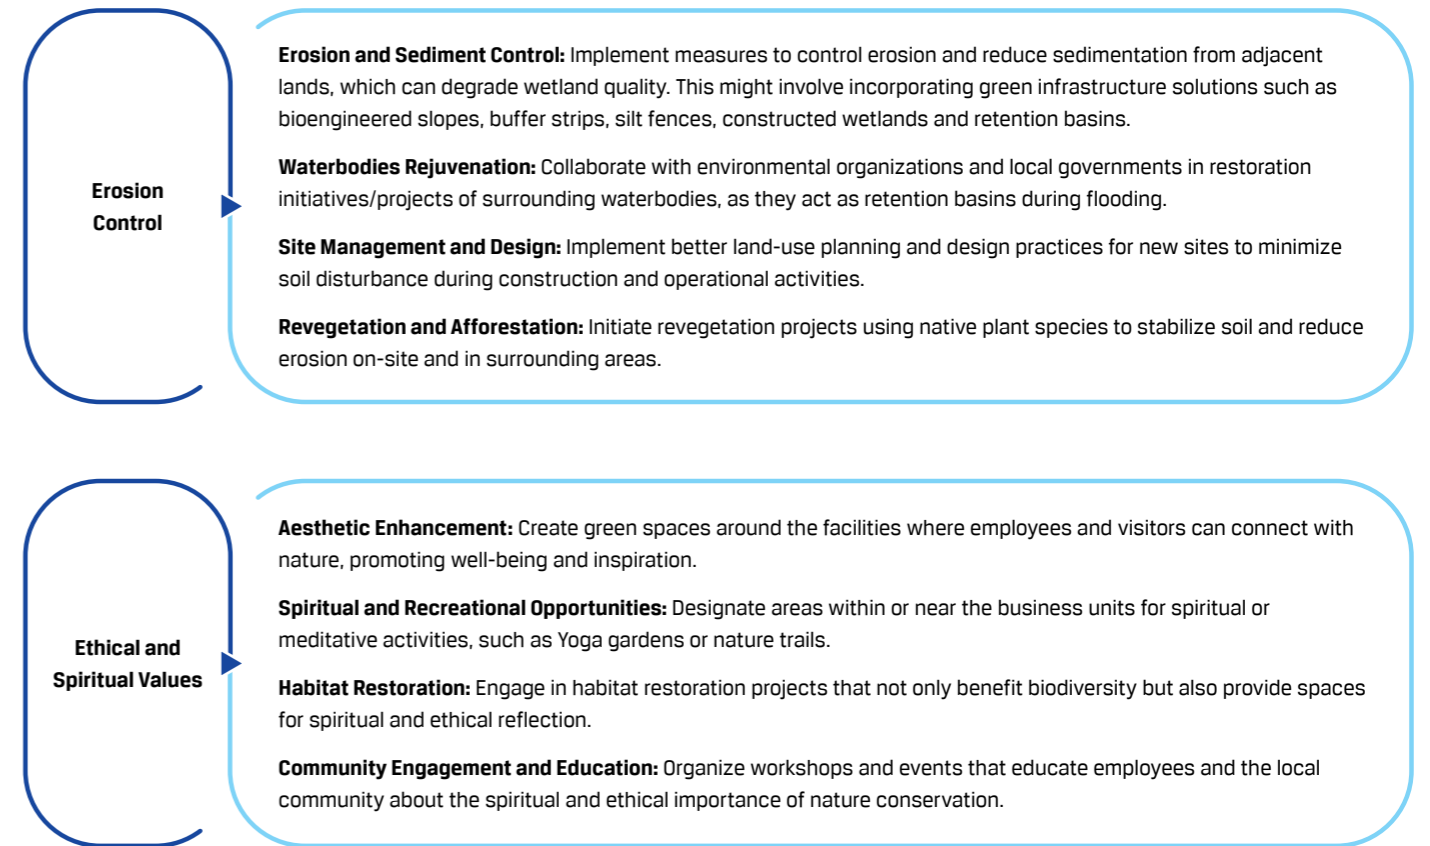 Erosion
Control
Erosion and Sediment Control: Implement measures to control erosion and reduce sedimentation from adjacent
lands, which can degrade wetland quality. This might involve incorporating green infrastructure solutions such as
bioengineered slopes, buffer strips, silt fences, constructed wetlands and retention basins.
Waterbodies Rejuvenation: Collaborate with environmental organizations and local governments in restoration
initiatives/projects of surrounding waterbodies, as they act as retention basins during flooding.
Site Management and Design: Implement better land-use planning and design practices for new sites to minimize
soil disturbance during construction and operational activities.
Revegetation and Afforestation: Initiate revegetation projects using native plant species to stabilize soil and reduce
erosion on-site and in surrounding areas.
Ethical and
Spiritual Values
Aesthetic Enhancement: Create green spaces around the facilities where employees and visitors can connect with
nature, promoting well-being and inspiration.
Spiritual and Recreational Opportunities: Designate areas within or near the business units for spiritual or
meditative activities, such as Yoga gardens or nature trails.
Habitat Restoration: Engage in habitat restoration projects that not only benefit biodiversity but also provide spaces
for spiritual and ethical reflection.
Community Engagement and Education: Organize workshops and events that educate employees and the local
community about the spiritual and ethical importance of nature conservation.